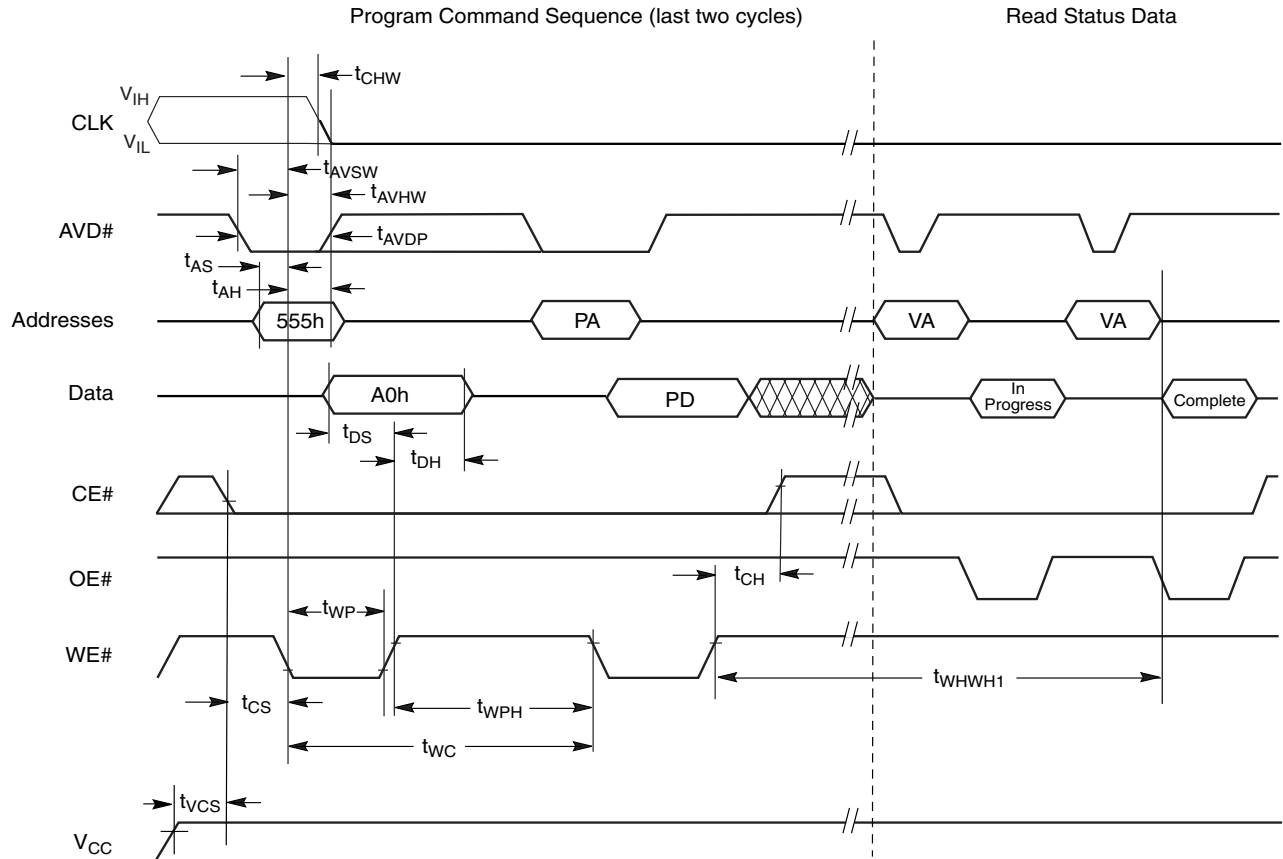 Program Command Sequence (last two cycles)
Read Status Data
tCHW
VIH
CLK
VIL
tAVSW
tAVHW
AVD#
tAVDP
tAS
tAH
Addresses
555h
PA
VA
VA
Data
A0h
PD
In
Progress
Complete
tDS
tDH
CE#
OE#
tCH
tWP
WE#
tWHWH1
tCS
tWPH
tWC
tVCS
VCC